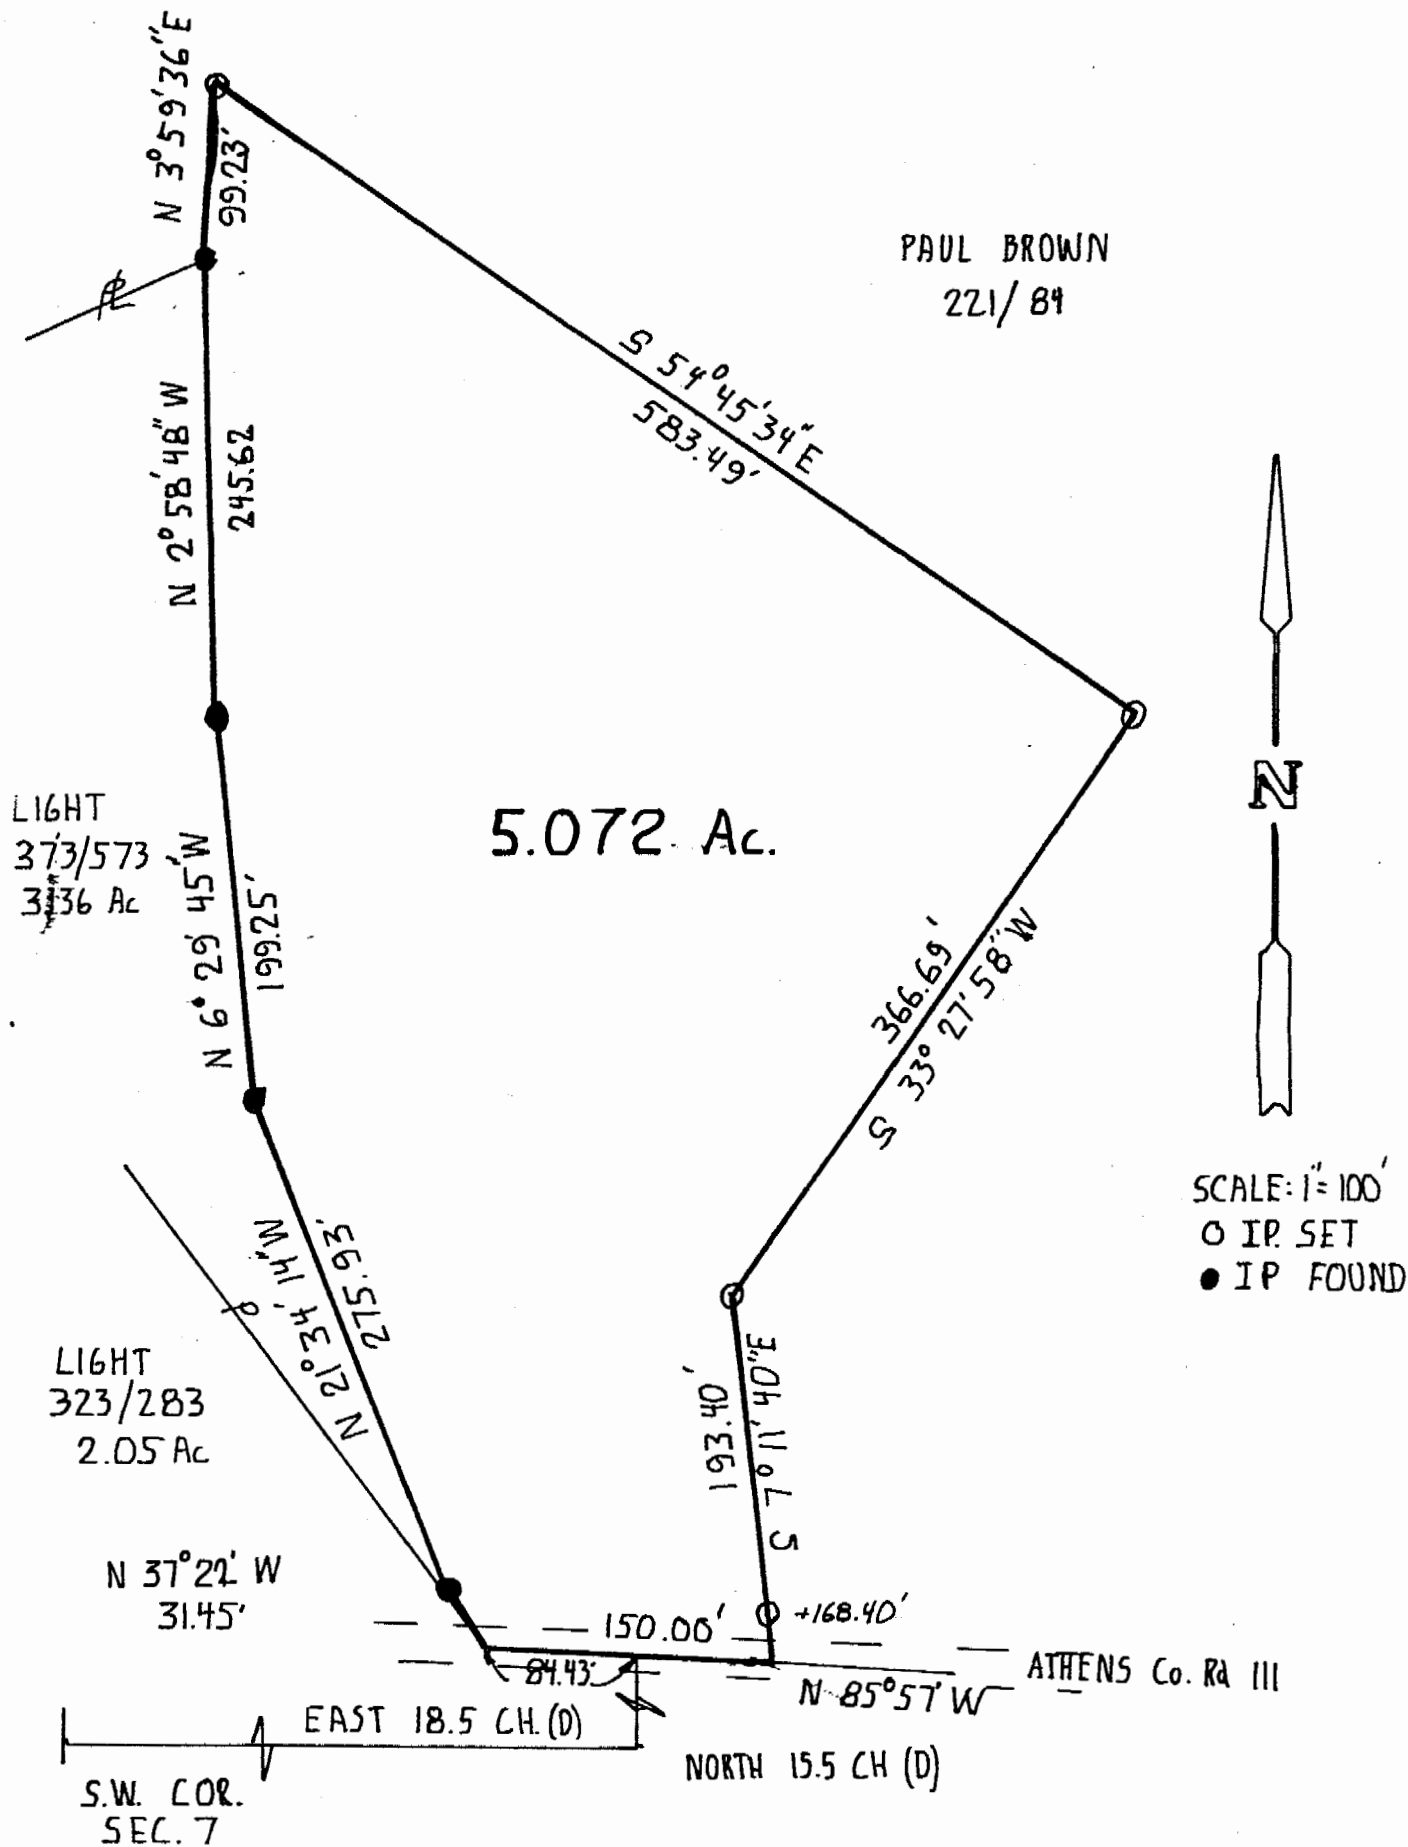 N 3° 59' 36" E
99.23'
PAUL BROWN
221/84
S 54° 45' 34" E
583.49'
N 2° 58' 48" W
245.62
N
LIGHT
373/573
Ac
5.072 Ac.
N 6° 29' 45" W
199.25'
366.69'
S 33° 27' 58" W
SCALE: 1" = 100'
O I.P. SET
● I P FOUND
N 21° 34' 14" W
275.93'
LIGHT
323/283
2.05 Ac
S 7° 11' 40" E
193.40'
N 37° 22' W
31.45'
+168.40'
150.00'
84.43'
ATHENS Co. Rd 111
N 85° 57' W
EAST 18.5 CH. (D)
NORTH 15.5 CH (D)
S.W. COR.
SEC. 7